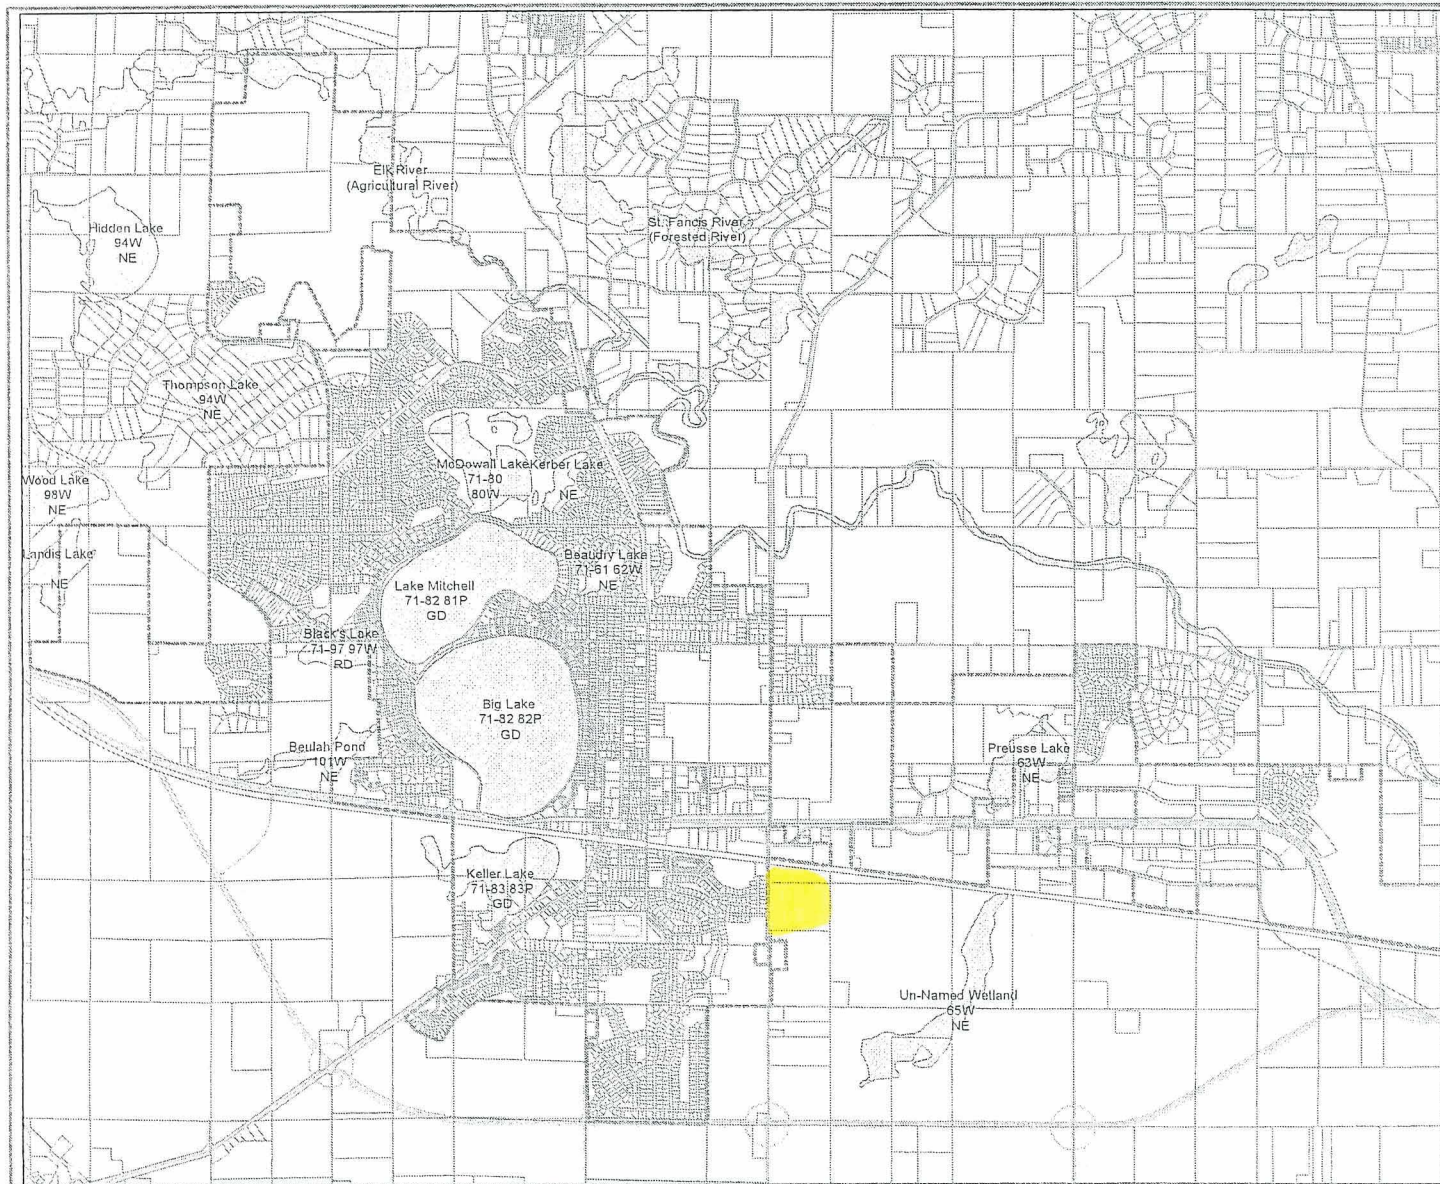 Elk River
(Agricultural River)
St. Fancis River
(Forested River)
Hidden Lake
94W
NE
Thompson Lake
94W
NE
McDowall Lake
71-80
80W
Kerber Lake
NE
Wood Lake
98W
NE
Landis Lake
NE
Beaudry Lake
71-61 62W
NE
Lake Mitchell
71-82 81P
GD
Black's Lake
71-97 97W
RD
Big Lake
71-82 82P
GD
Beulah Pond
101W
NE
Preusse Lake
63W
NE
Keller Lake
71-83 83P
GD
Un-Named Wetland
65W
NE